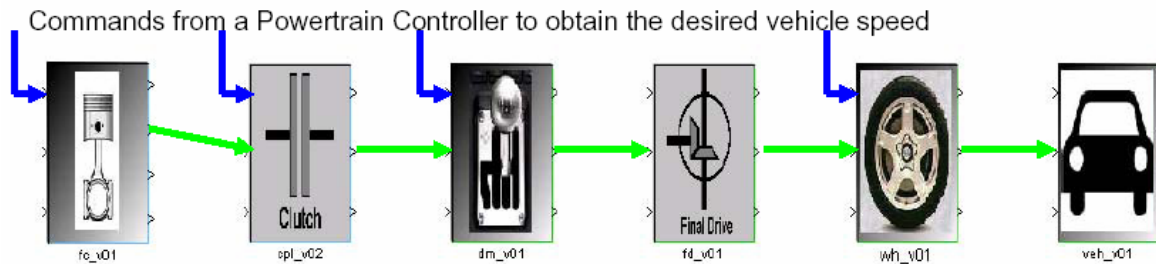 Commands from a Powertrain Controller to obtain the desired vehicle speed
Clutch
Final Drive
fc_v01
cpl_v02
dm_v01
fd_v01
wh_v01
veh_v01